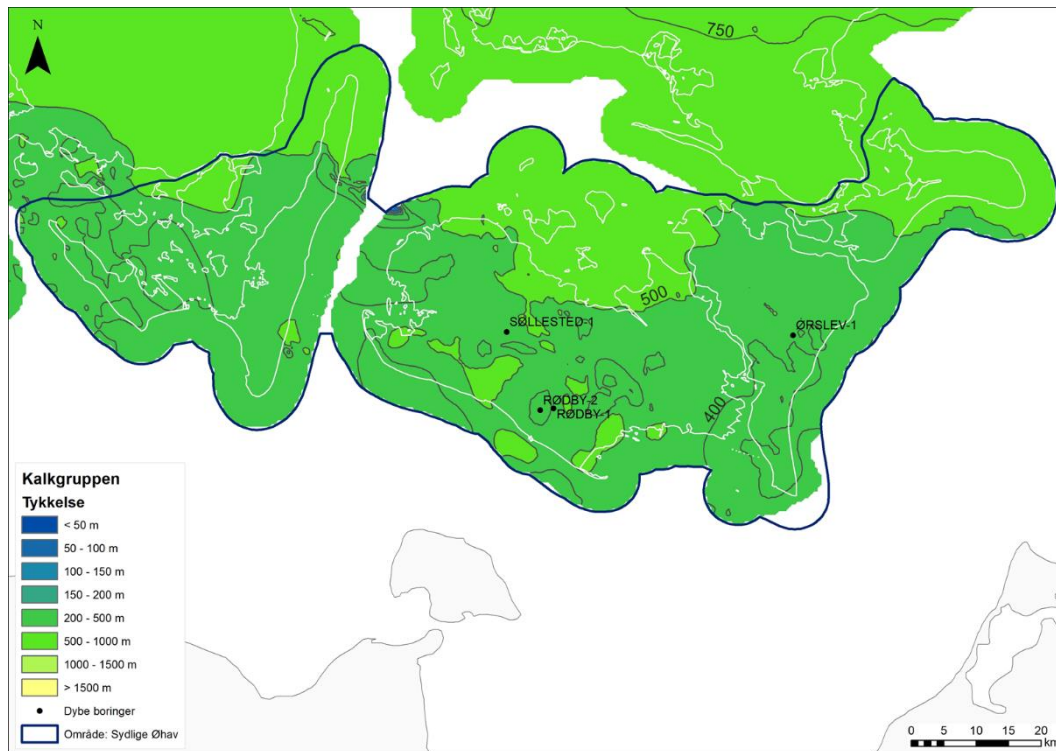 N
750
500
SØLLESTED-1
ØRSLEV-1
RØDBY-2
RØDBY-1
400
Kalkgruppen
Tykkelse
< 50 m
50 - 100 m
100 - 150 m
150 - 200 m
200 - 500 m
500 - 1000 m
1000 - 1500 m
> 1500 m
Dybe boringer
Område: Sydlige Øhav
0 5 10 15 20
km